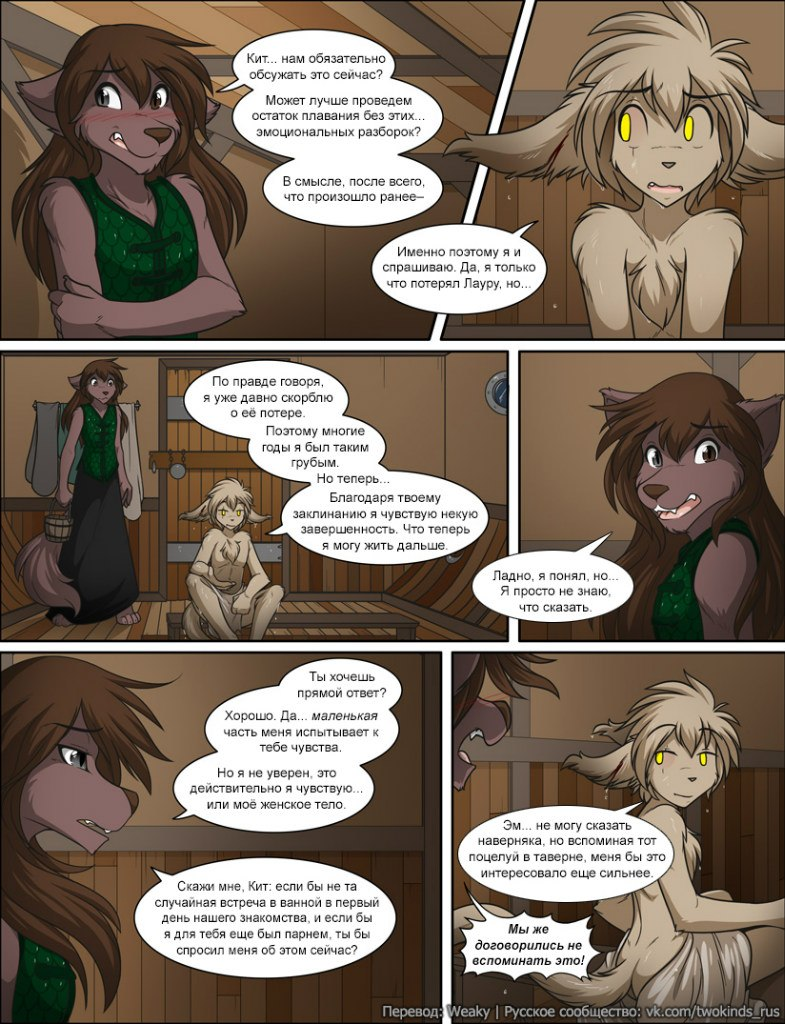 Кит... нам обязательно
обсужать это сейчас?
Может лучше проведем
остаток плавания без этих...
эмоциональных разборок?
В смысле, после всего,
что произошло ранее–
Именно поэтому я и
спрашиваю. Да, я только
что потерял Лауру, но...
По правде говоря,
я уже давно скорблю
о её потере.
Поэтому многие
годы я был таким
грубым.
Но теперь...
Благодаря твоему
заклинанию я чувствую некую
завершенность. Что теперь
я могу жить дальше.
Ладно, я понял, но...
Я просто не знаю,
что сказать.
Ты хочешь
прямой ответ?
Хорошо. Да... маленькая
часть меня испытывает к
тебе чувства.
Но я не уверен, это
действительно я чувствую...
или моё женское тело.
Скажи мне, Кит: если бы не та
случайная встреча в ванной в первый
день нашего знакомства, и если бы
я для тебя еще был парнем, ты бы
спросил меня об этом сейчас?
Эм... не могу сказать
наверняка, но вспоминая тот
поцелуй в таверне, меня бы это
интересовало еще сильнее.
Мы же
договорились не
вспоминать это!
Перевод: Weaky | Русское сообщество: vk.com/twokinds_rus